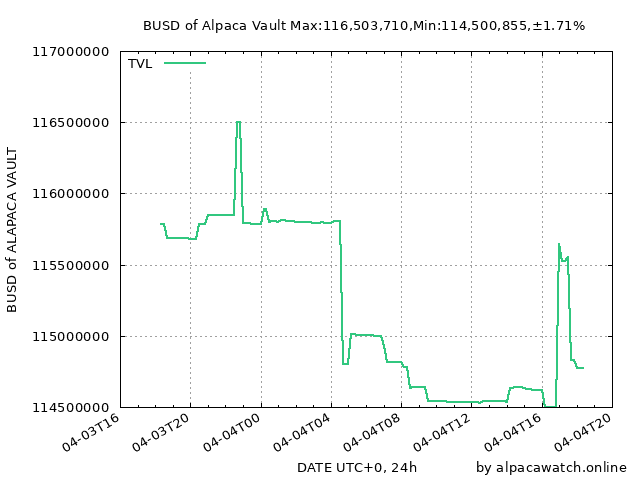 BUSD of Alpaca Vault Max:116,503,710,Min:114,500,855,±1.71%
117000000
TVL
116500000
116000000
115500000
115000000
114500000
BUSD of ALAPACA VAULT
04-03T16
04-03T20
04-04T00
04-04T04
04-04T08
04-04T12
04-04T16
04-04T20
DATE UTC+0, 24h
by alpacawatch.online